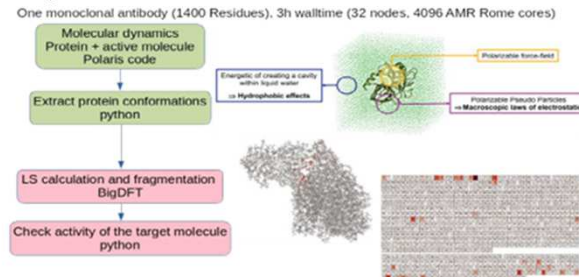 One monoclonal antibody (1400 Residues), 3h walltime (32 nodes, 4096 AMR Rome cores)
Molecular dynamics
Protein + active molecule
Polaris code
Extract protein conformations
python
LS calculation and fragmentation
BigDFT
Check activity of the target molecule
python
Energetic of creating a cavity
within liquid water
⇒ Hydrophobic effects
Polarizable force-field
Polarizable Pseudo Particles
⇒ Macroscopic laws of electrostati